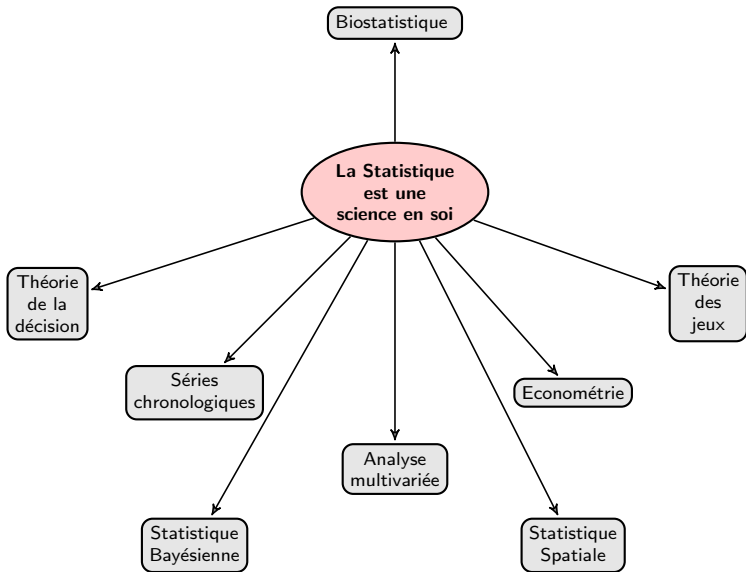 Biostatistique
La Statistique
est une
science en soi
Théorie
de la
décision
Théorie
des
jeux
Séries
chronologiques
Econométrie
Analyse
multivariée
Statistique
Bayésienne
Statistique
Spatiale